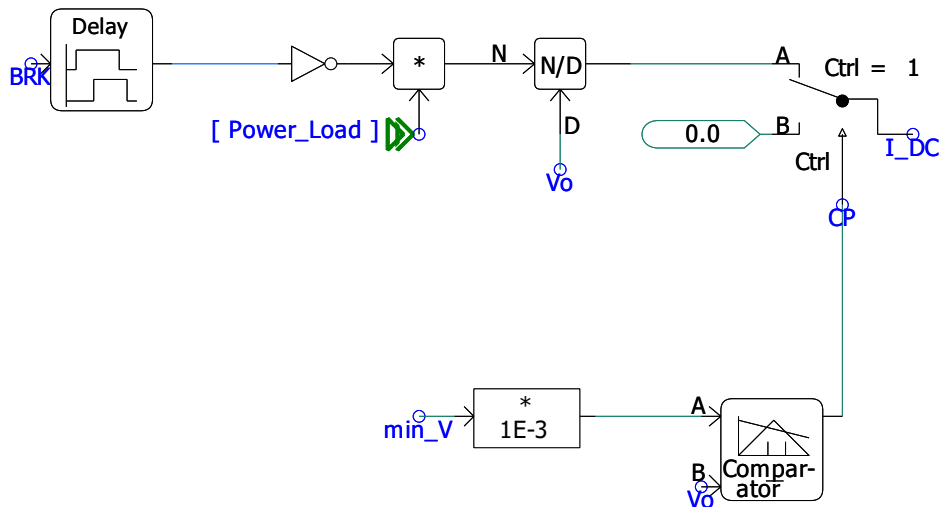 Delay
BRK
*
[ Power_Load ]
N
N/D
D
Vo
A
Ctrl = 1
B
0.0
I_DC
Ctrl
CP
min_V
*
1E-3
A
B
Vo
Compar-
ator